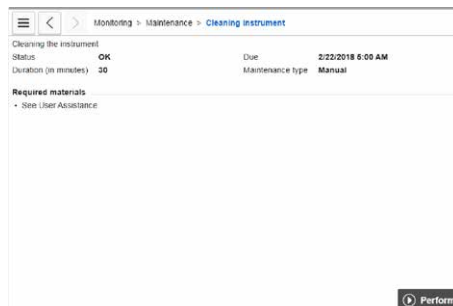 Monitoring > Maintenance > Cleaning instrument
Cleaning the instrument
Status OK Due 2/22/2018 5:00 AM
Duration (in minutes) 30 Maintenance type Manual
Required materials
• See User Assistance
Perform